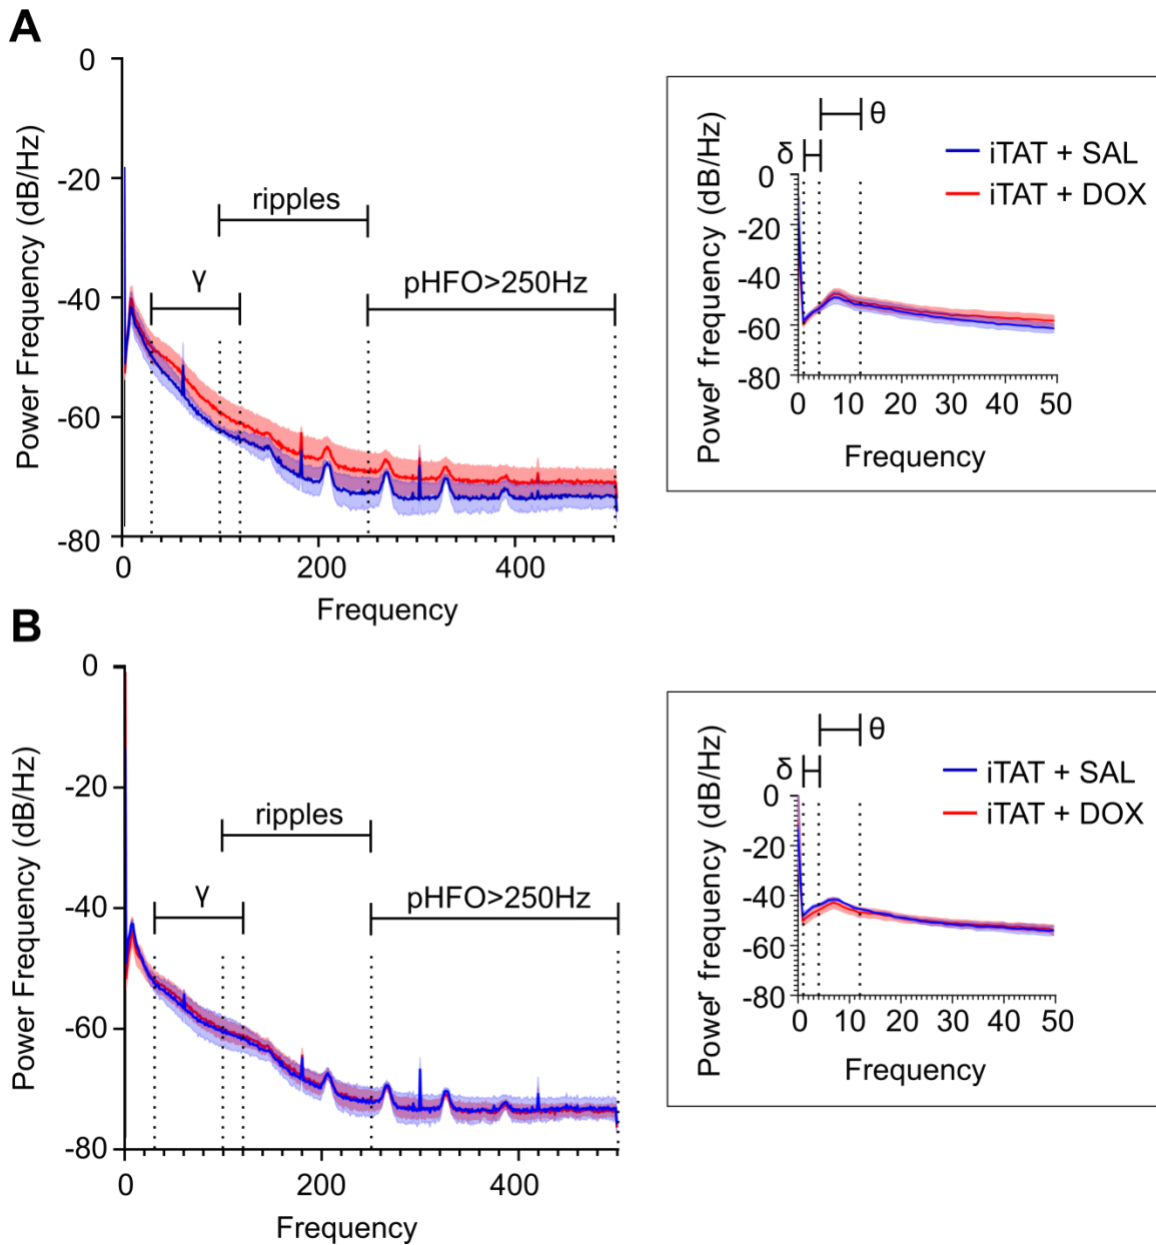 A
0
-20
-40
-60
-80
Power Frequency (dB/Hz)
ripples
γ
pHFO>250Hz
0
200
400
Frequency
θ
δ
iTAT + SAL
iTAT + DOX
0
-20
-40
-60
-80
Power frequency (dB/Hz)
0
10
20
30
40
50
Frequency
B
0
-20
-40
-60
-80
Power Frequency (dB/Hz)
ripples
γ
pHFO>250Hz
0
200
400
Frequency
θ
δ
iTAT + SAL
iTAT + DOX
0
-20
-40
-60
-80
Power frequency (dB/Hz)
0
10
20
30
40
50
Frequency